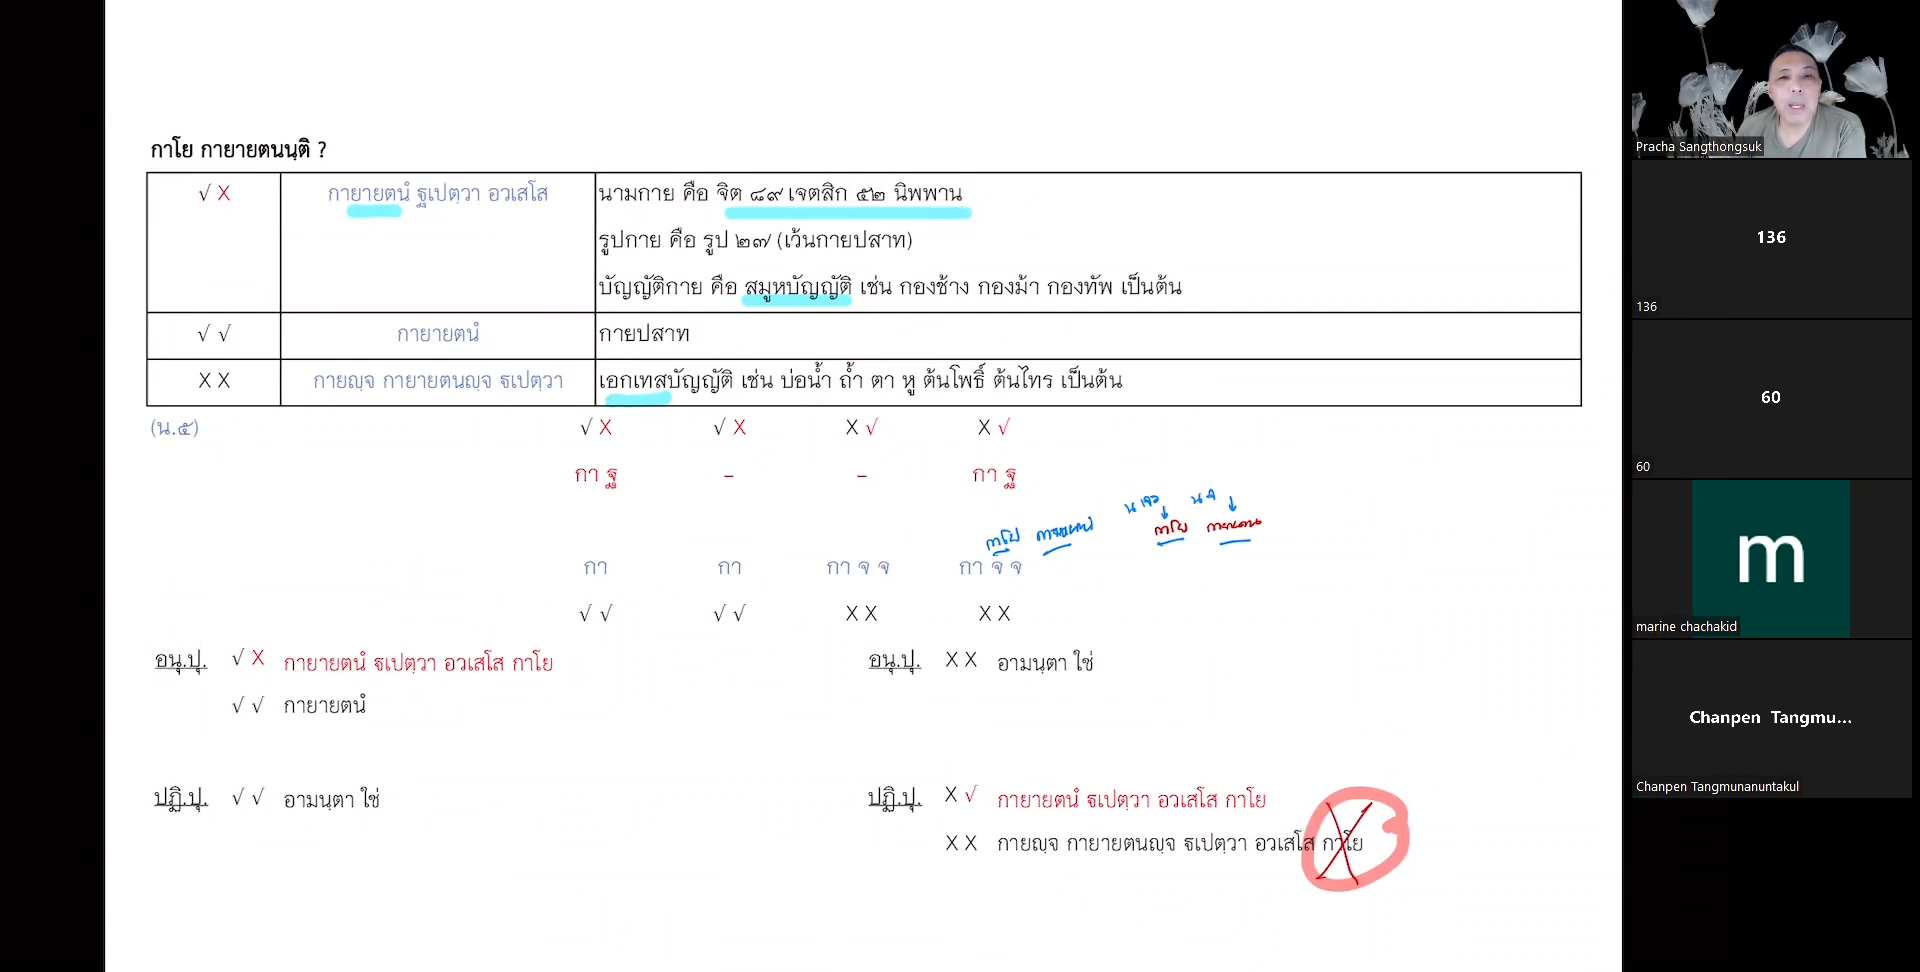 กาโย กายายตนนฺติ ?
√ X กายายตนํ ฐเปตฺวา อวเสโส นามกาย คือ จิต ๘๙ เจตสิก ๕๒ นิพพาน
รูปกาย คือ รูป ๒๗ (เว้นกายปสาท)
บัญญัติกาย คือ สมูหบัญญัติ เช่น กองช้าง กองม้า กองทัพ เป็นต้น
√ √ กายายตนํ กายปสาท
X X กายญฺจ กายายตนญฺจ ฐเปตฺวา เอกเทสบัญญัติ เช่น บ่อน้ำ ถ้ำ ตา หู ต้นโพธิ์ ต้นไทร เป็นต้น
(น.๕) √ X √ X X √ X √
กา ฐ – – กา ฐ
กาโย กายายตนํ กาโย
กา กา กา จ จ กา จ จ
√ √ √ √ X X X X
อนุ.ปุ. √ X กายายตนํ ฐเปตฺวา อวเสโส กาโย
√ √ กายายตนํ
อนุ.ปุ. X X อามนฺตา ใช่
ปฏิ.ปุ. √ √ อามนฺตา ใช่
ปฏิ.ปุ. X √ กายายตนํ ฐเปตฺวา อวเสโส กาโย
X X กายญฺจ กายายตนญฺจ ฐเปตฺวา อวเสโส กาโย
Pracha Sangthongsuk
136
136
60
60
m
marine chachakid
Chanpen Tangmu...
Chanpen Tangmunanuntakul